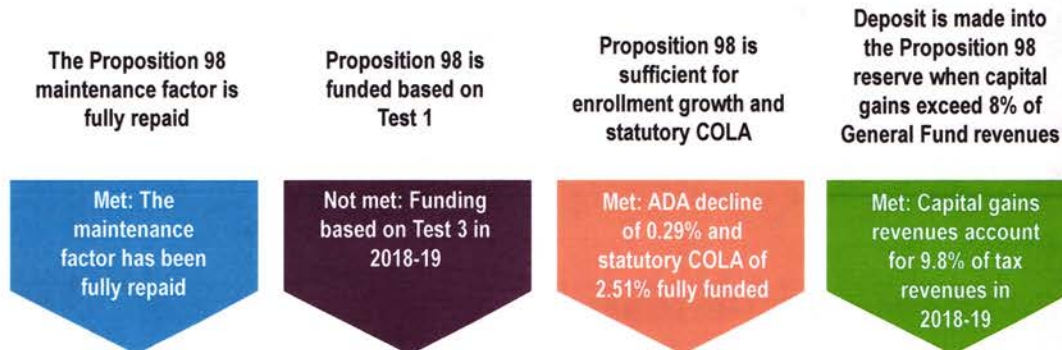 The Proposition 98
maintenance factor is
fully repaid
Proposition 98 is
funded based on
Test 1
Proposition 98 is
sufficient for
enrollment growth and
statutory COLA
Deposit is made into
the Proposition 98
reserve when capital
gains exceed 8% of
General Fund revenues
Met: The
maintenance
factor has been
fully repaid
Not met: Funding
based on Test 3 in
2018-19
Met: ADA decline
of 0.29% and
statutory COLA of
2.51% fully funded
Met: Capital gains
revenues account
for 9.8% of tax
revenues in
2018-19